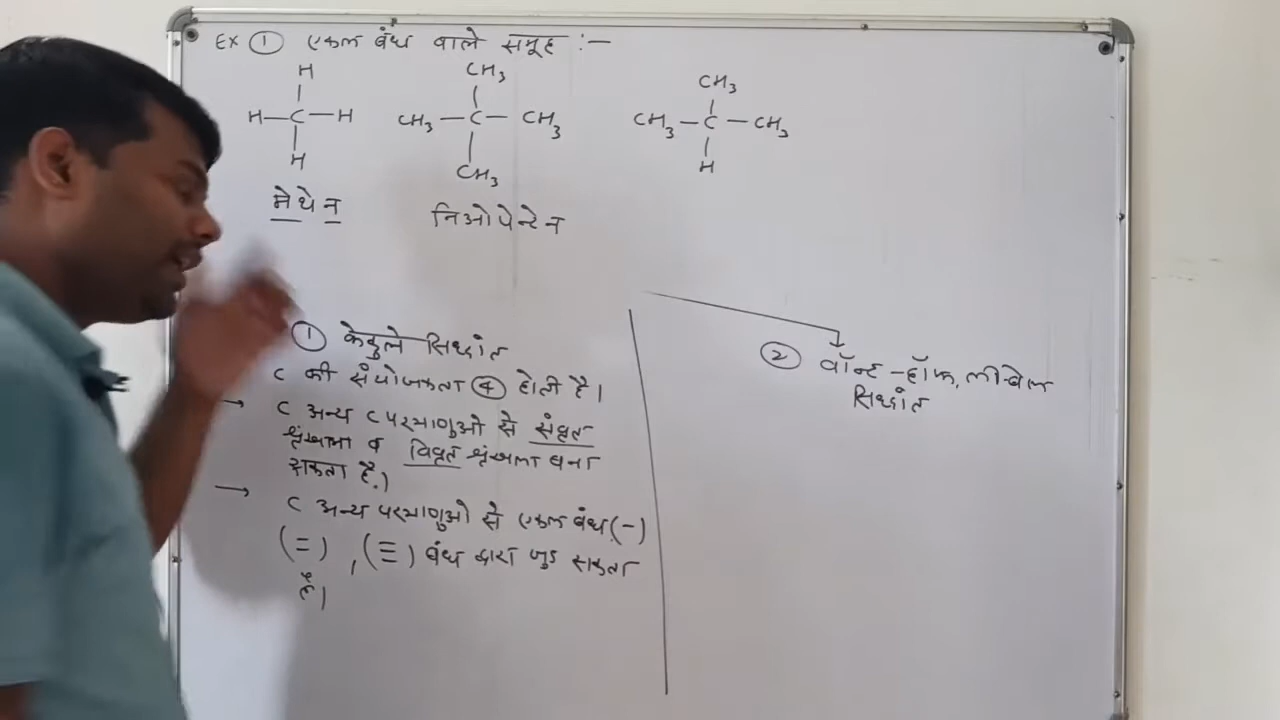 EX ① एकल बंध वाले समूह :-
H CH₃ CH₃
H—C—H CH₃—C—CH₃ CH₃—C—CH₃
H CH₃ H
मेथेन निओपेन्टेन
① केकुले सिध्दांत
C की संयोजकता ④ होती है।
→ C अन्य C परमाणुओ से संवृत
श्रृंखला व विवृत श्रृंखला बना
सकता है।
→ C अन्य परमाणुओ से एकल बंध (-)
(=) , (≡) बंध द्वारा जुड सकता
है।
② वॉन्ट-हॉफ, लीबेल
सिध्दांत